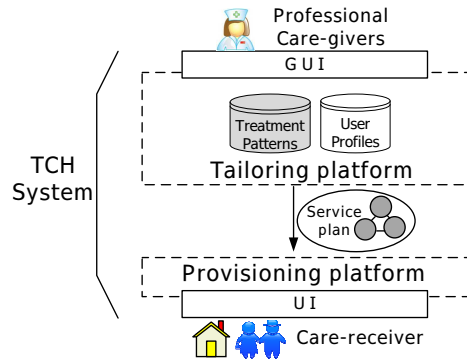 Professional
Care-givers
GUI
Treatment
Patterns
User
Profiles
Tailoring platform
TCH
System
Service
plan
Provisioning platform
UI
Care-receiver